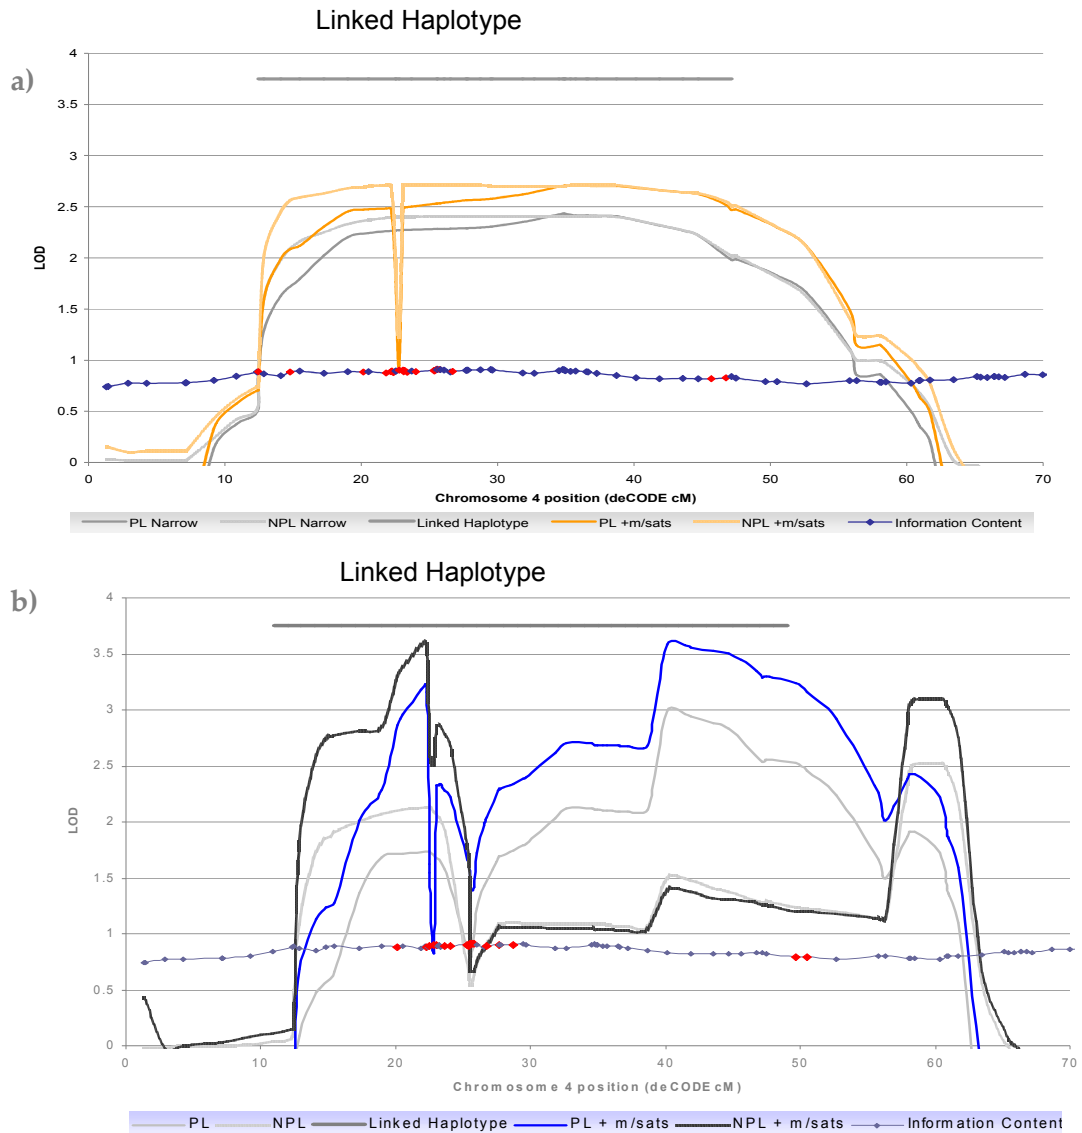 Linked Haplotype
a)
4
3.5
3
2.5
2
1.5
1
0.5
0
LOD
0 10 20 30 40 50 60 70
Chromosome 4 position (deCODE cM)
PL Narrow NPL Narrow Linked Haplotype PL +m/sats NPL +m/sats Information Content
Linked Haplotype
b)
4
3.5
3
2.5
2
1.5
1
0.5
0
LOD
0 10 20 30 40 50 60 70
Chromosome 4 position (deCODE cM)
PL NPL Linked Haplotype PL + m/sats NPL + m/sats Information Content